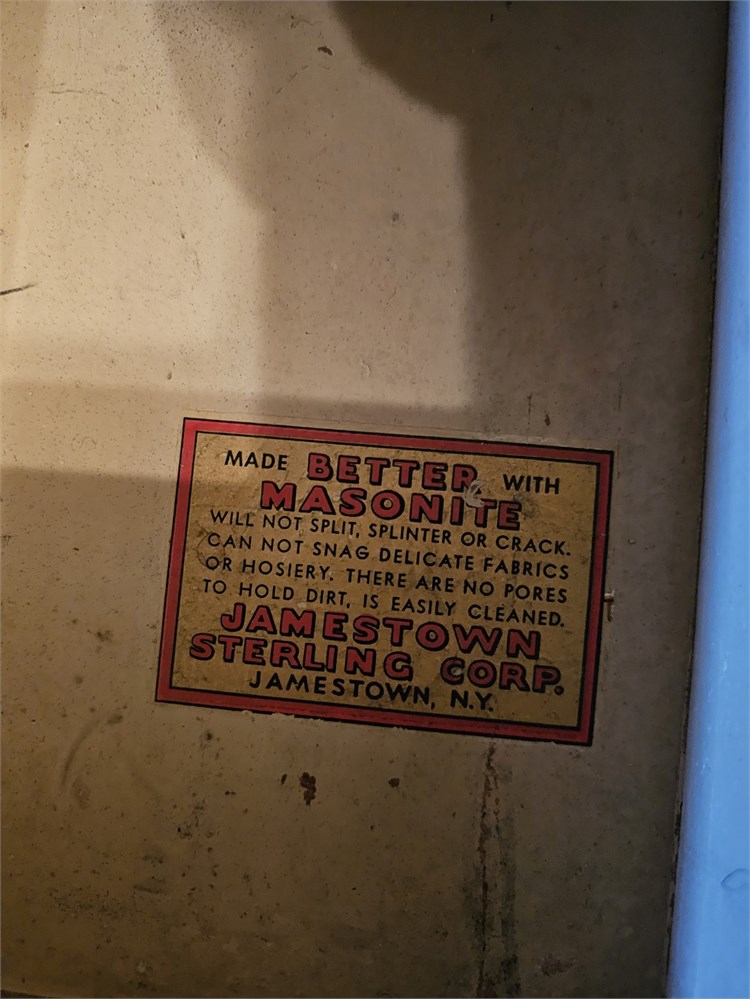 MADE BETTER WITH
MASONITE
WILL NOT SPLIT, SPLINTER OR CRACK.
CAN NOT SNAG DELICATE FABRICS
OR HOSIERY. THERE ARE NO PORES
TO HOLD DIRT, IS EASILY CLEANED.
JAMESTOWN
STERLING CORP.
JAMESTOWN, N.Y.